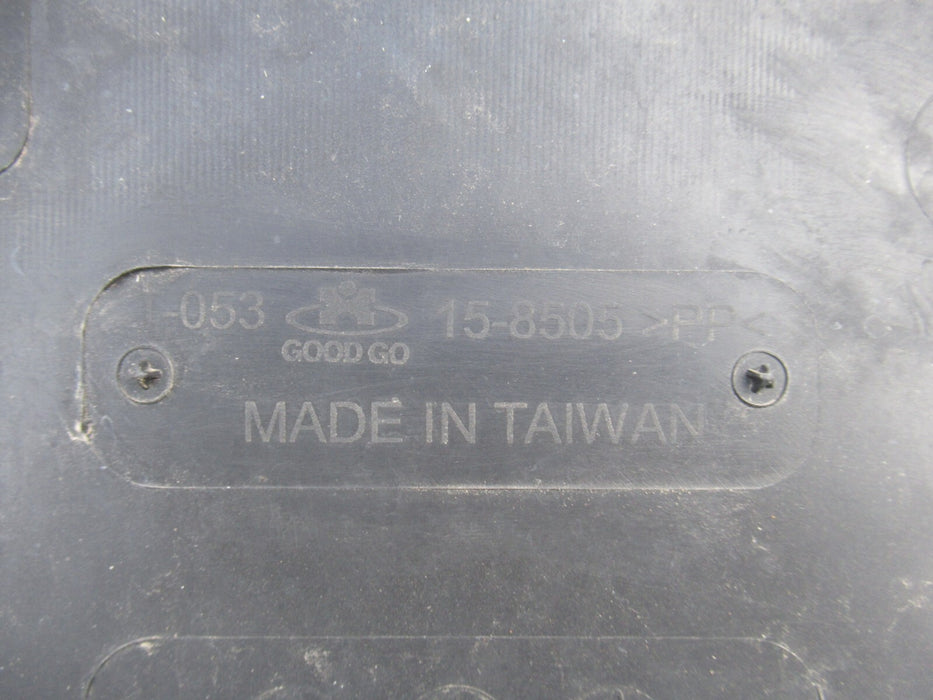 T-053 GOOD GO 15-8505 >PP<
MADE IN TAIWAN